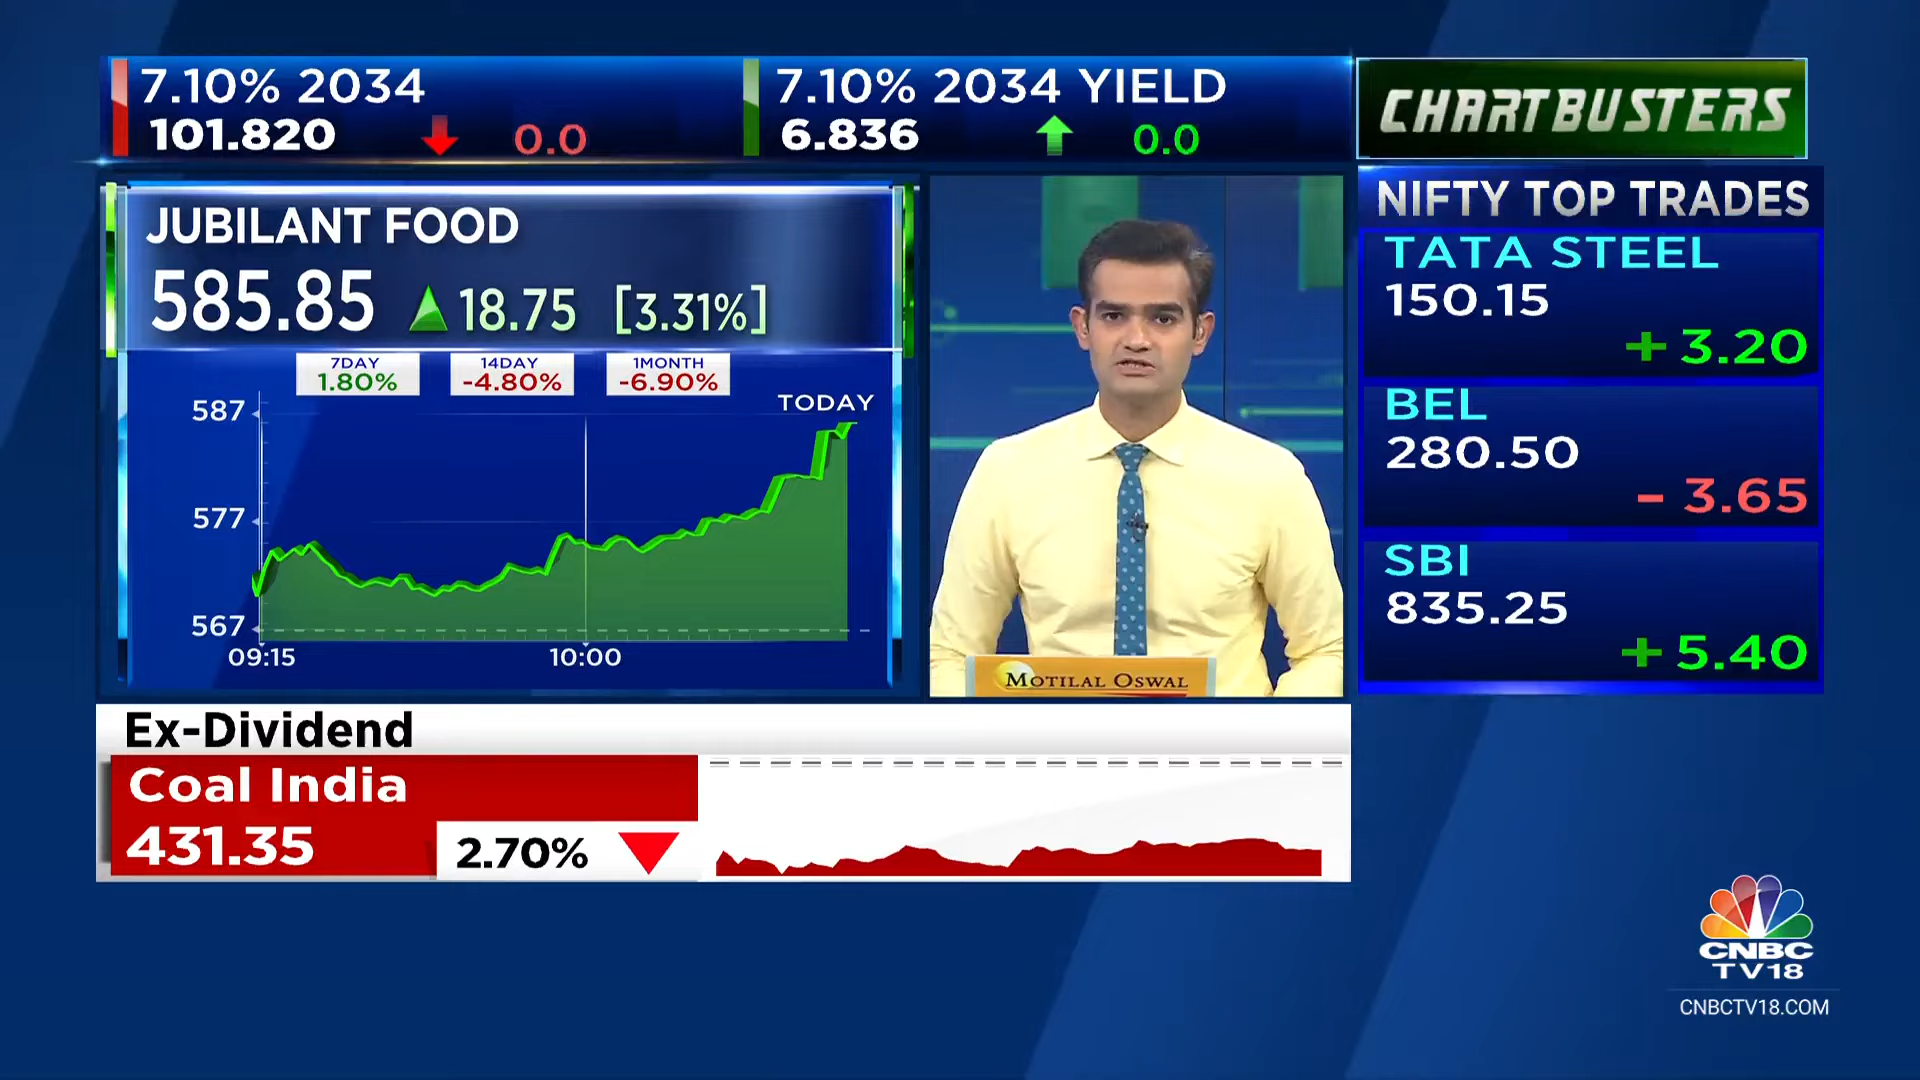 7.10% 2034
101.820 0.0
7.10% 2034 YIELD
6.836 0.0
CHARTBUSTERS
JUBILANT FOOD
585.85 18.75 [3.31%]
7DAY
1.80%
14DAY
-4.80%
1MONTH
-6.90%
TODAY
587
577
567
09:15 10:00
MOTILAL OSWAL
NIFTY TOP TRADES
TATA STEEL
150.15
+ 3.20
BEL
280.50
- 3.65
SBI
835.25
+ 5.40
Ex-Dividend
Coal India
431.35
2.70%
CNBC
TV18
CNBCTV18.COM